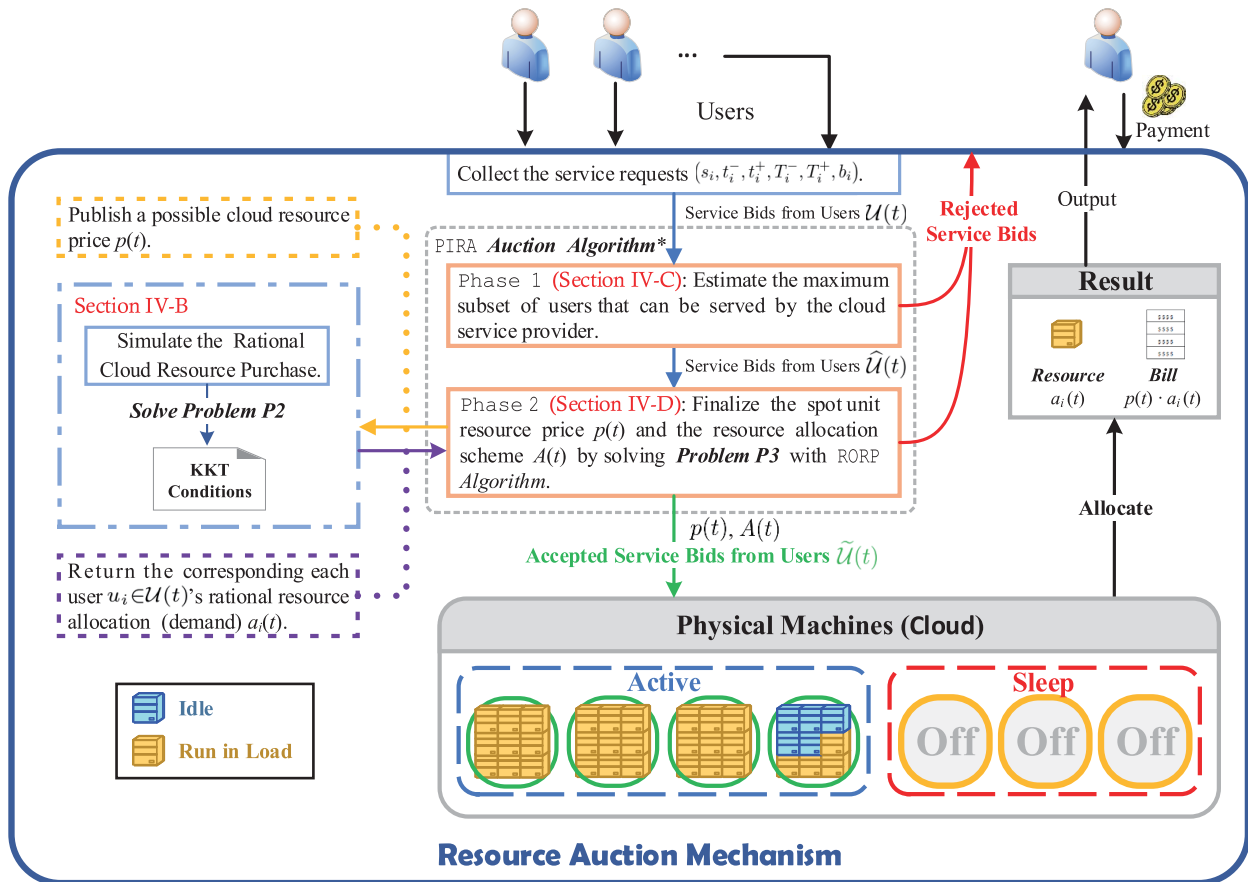 ...
Users
Payment
Collect the service requests (s_i, t_i^-, t_i^+, T_i^-, T_i^+, b_i).
Output
Publish a possible cloud resource
price p(t).
Service Bids from Users 𝒰(t)
Rejected
Service Bids
PIRA Auction Algorithm*
Phase 1 (Section IV-C): Estimate the maximum
subset of users that can be served by the cloud
service provider.
Result
$$$$
$$$$
$$$$
$$$$
Resource
a_i(t)
Bill
p(t) · a_i(t)
Section IV-B
Simulate the Rational
Cloud Resource Purchase.
Solve Problem P2
KKT
Conditions
Service Bids from Users 𝒰̂(t)
Phase 2 (Section IV-D): Finalize the spot unit
resource price p(t) and the resource allocation
scheme A(t) by solving Problem P3 with RORP
Algorithm.
Allocate
p(t), A(t)
Accepted Service Bids from Users 𝒰̃(t)
Return the corresponding each
user u_i∈𝒰(t)'s rational resource
allocation (demand) a_i(t).
Physical Machines (Cloud)
Active
Sleep
Off
Off
Off
Idle
Run in Load
Resource Auction Mechanism